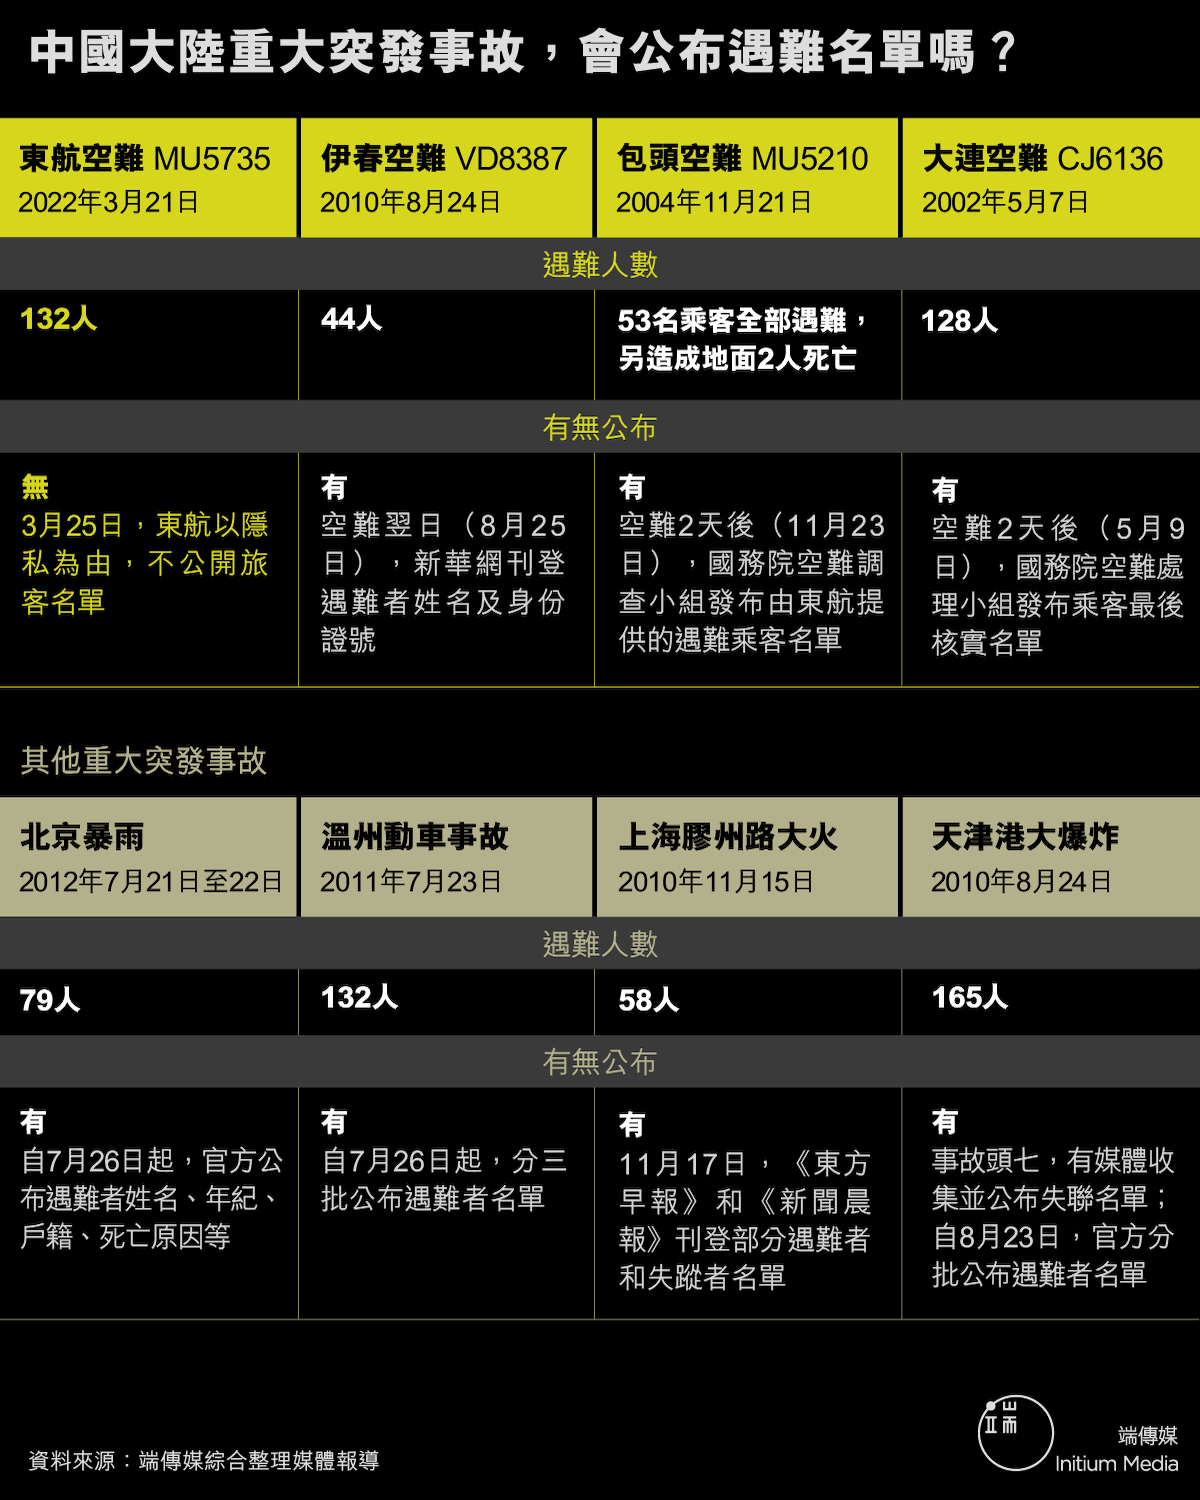 中國大陸重大突發事故，會公布遇難名單嗎？
東航空難 MU5735
2022年3月21日
伊春空難 VD8387
2010年8月24日
包頭空難 MU5210
2004年11月21日
大連空難 CJ6136
2002年5月7日
遇難人數
132人
44人
53名乘客全部遇難，
另造成地面2人死亡
128人
有無公布
無
3月25日，東航以隱
私為由，不公開旅
客名單
有
空難翌日（8月25
日），新華網刊登
遇難者姓名及身份
證號
有
空難2天後（11月23
日），國務院空難調
查小組發布由東航提
供的遇難乘客名單
有
空難2天後（5月9
日），國務院空難處
理小組發布乘客最後
核實名單
其他重大突發事故
北京暴雨
2012年7月21日至22日
溫州動車事故
2011年7月23日
上海膠州路大火
2010年11月15日
天津港大爆炸
2010年8月24日
遇難人數
79人
132人
58人
165人
有無公布
有
自7月26日起，官方公
布遇難者姓名、年紀、
戶籍、死亡原因等
有
自7月26日起，分三
批公布遇難者名單
有
11月17日，《東方
早報》和《新聞晨
報》刊登部分遇難者
和失蹤者名單
有
事故頭七，有媒體收
集並公布失聯名單；
自8月23日，官方分
批公布遇難者名單
資料來源：端傳媒綜合整理媒體報導
端
端傳媒
Initium Media